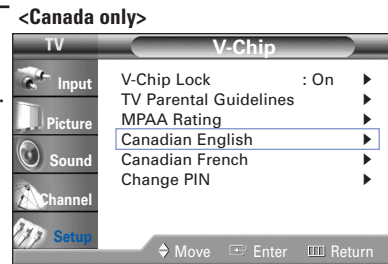 <Canada only>
TV
V-Chip
Input
V-Chip Lock : On
TV Parental Guidelines
Picture
MPAA Rating
Canadian English
Sound
Canadian French
Change PIN
Channel
Setup
Move Enter Return